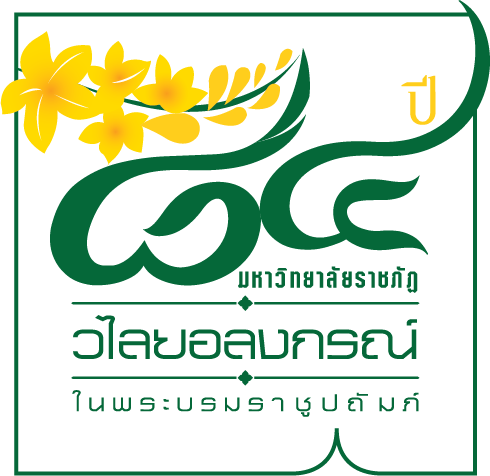 ๘๔ ปี
มหาวิทยาลัยราชภัฏ
วไลยอลงกรณ์
ในพระบรมราชูปถัมภ์